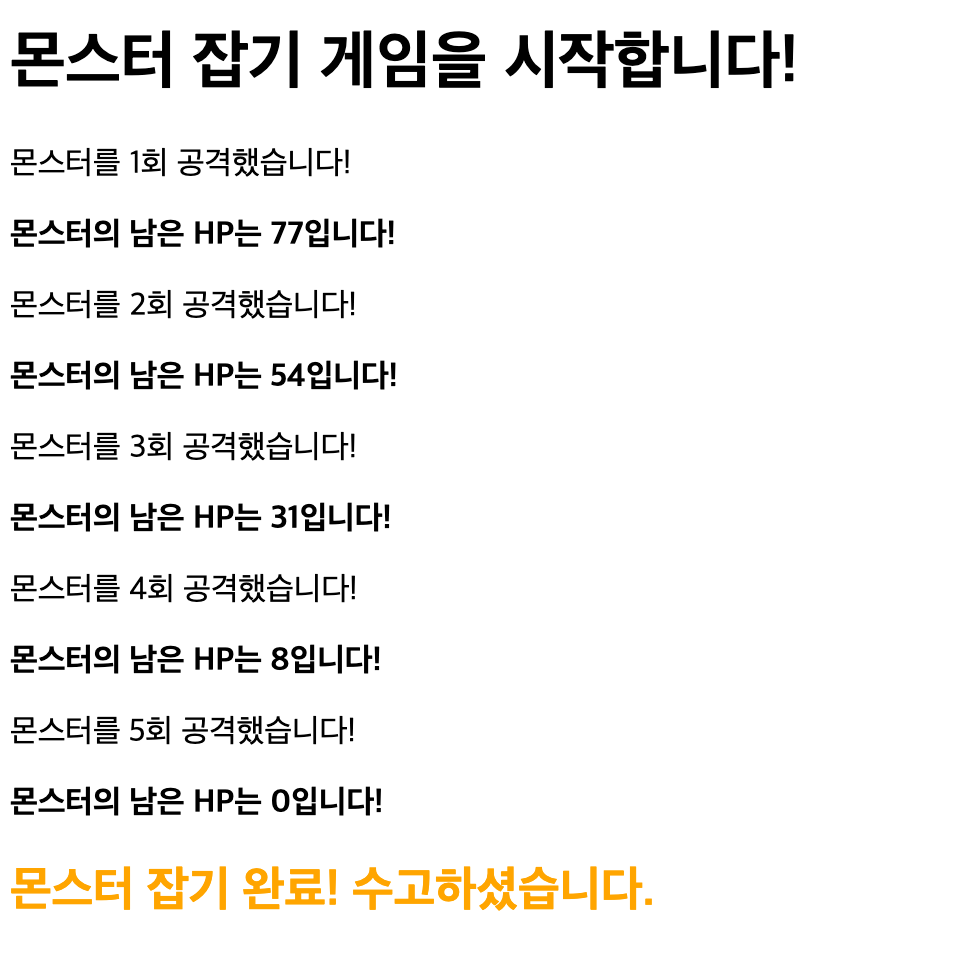 몬스터 잡기 게임을 시작합니다!
몬스터를 1회 공격했습니다!
몬스터의 남은 HP는 77입니다!
몬스터를 2회 공격했습니다!
몬스터의 남은 HP는 54입니다!
몬스터를 3회 공격했습니다!
몬스터의 남은 HP는 31입니다!
몬스터를 4회 공격했습니다!
몬스터의 남은 HP는 8입니다!
몬스터를 5회 공격했습니다!
몬스터의 남은 HP는 0입니다!
몬스터 잡기 완료! 수고하셨습니다.